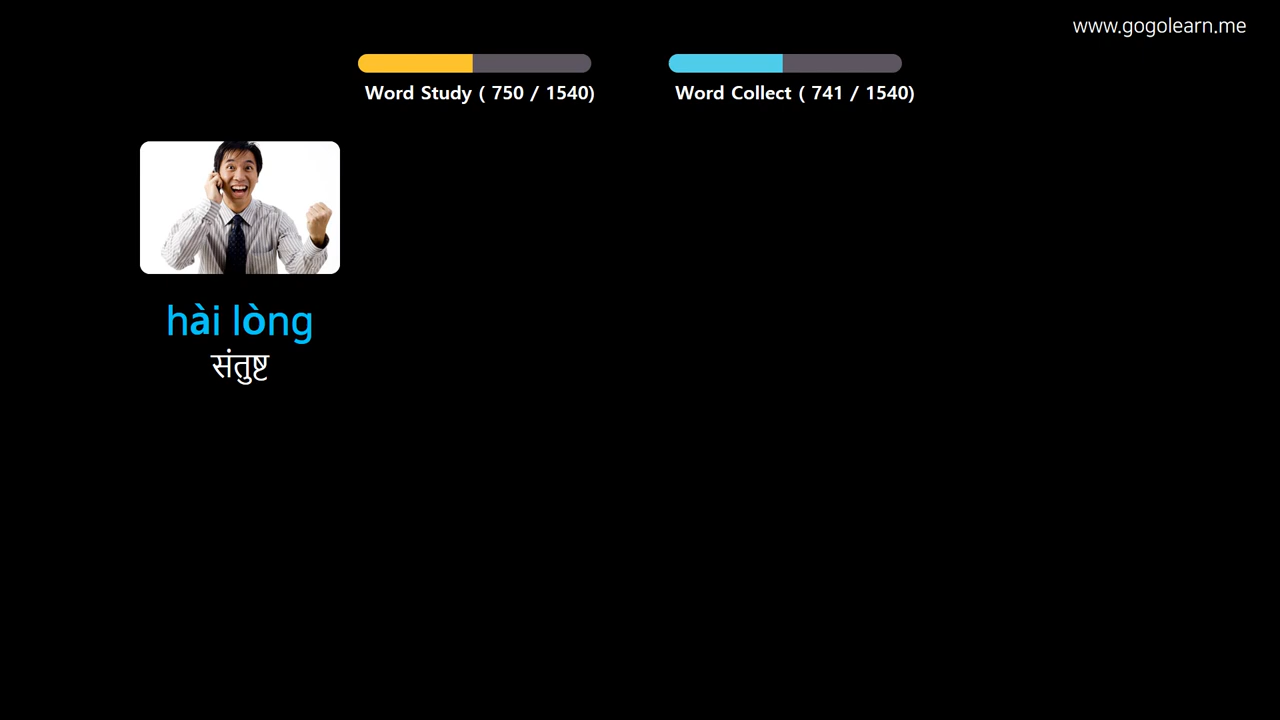 www.gogolearn.me
Word Study ( 750 / 1540)
Word Collect ( 741 / 1540)
hài lòng
संतुष्ट